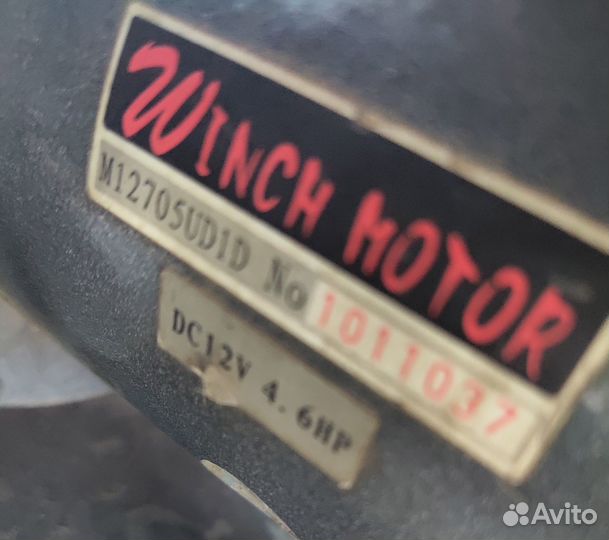 WINCH MOTOR
M12705UD1D No 1011037
DC12V 4.6HP
Avito